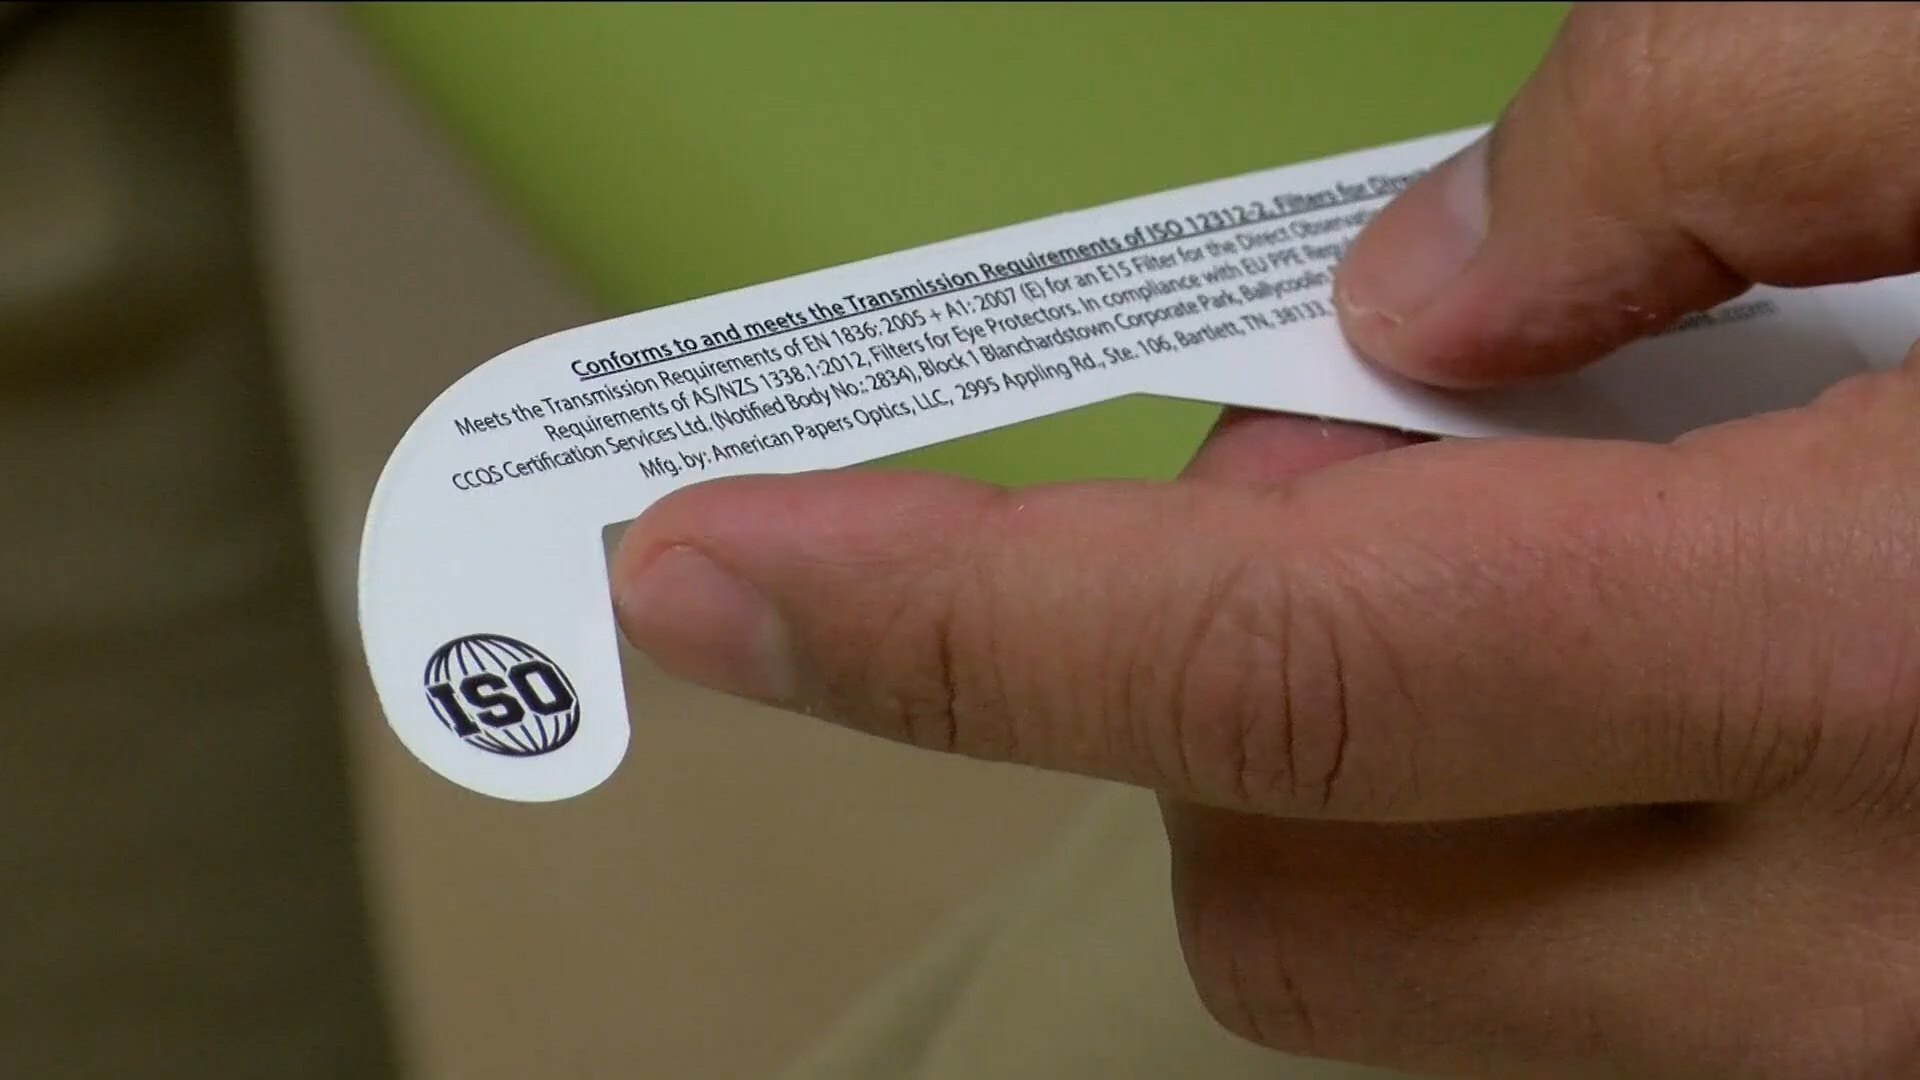 Conforms to and meets the Transmission Requirements of ISO 12312-2, Filters for Direct
Meets the Transmission Requirements of EN 1836: 2005 + A1: 2007 (E) for an E15 Filter for the Direct
Requirements of AS/NZS 1338.1:2012, Filters for Eye Protectors. In compliance with EU PPE
CCQS Certification Services Ltd. (Notified Body No.: 2834), Block 1 Blanchardstown Corporate Park, Ballycoolin
Mfg. by: American Papers Optics, LLC, 2995 Appling Rd., Ste. 106, Bartlett, TN, 38133,
ISO